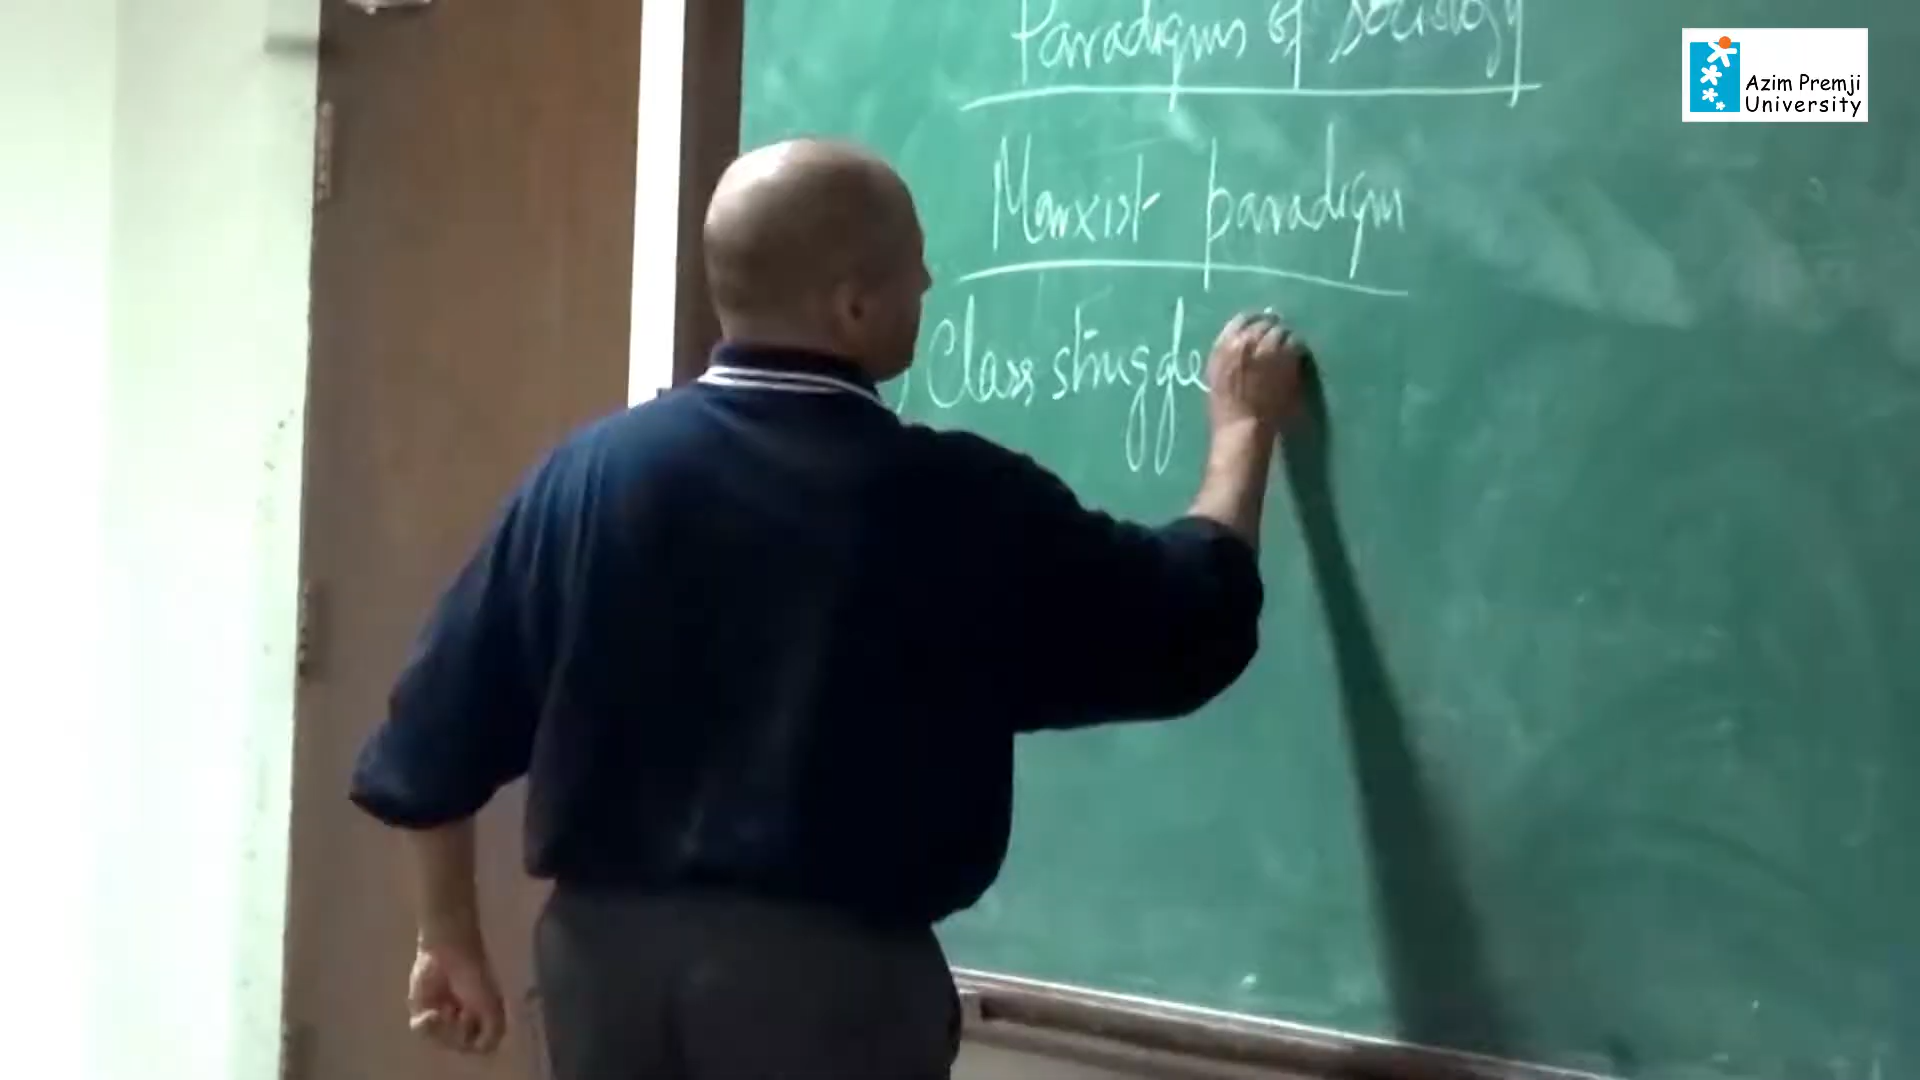 Paradigms of sociology
Marxist paradigm
) Class struggle
Azim Premji
University